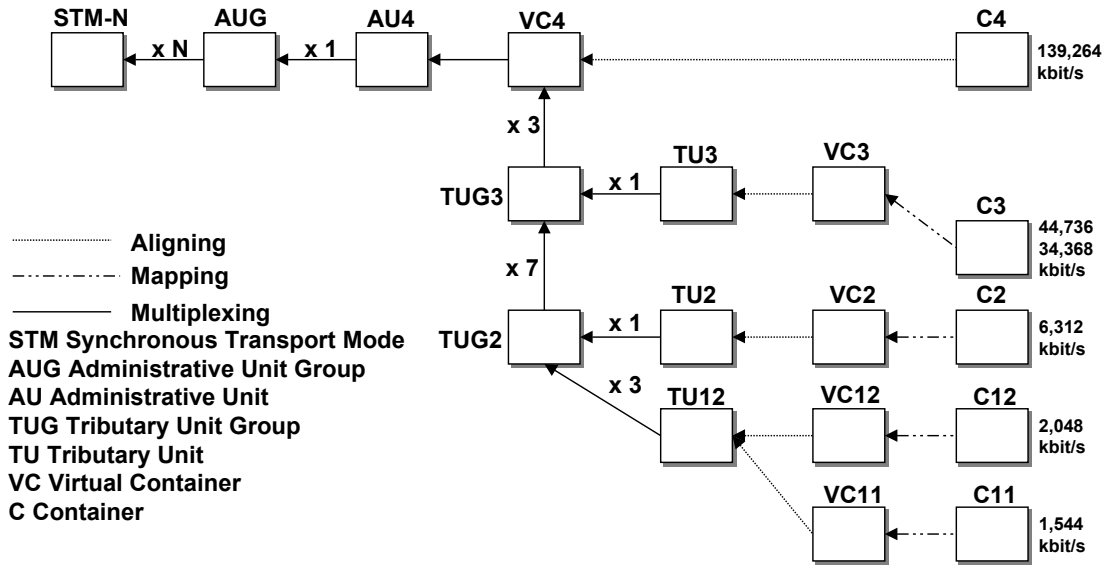 STM-N AUG AU4 VC4 C4
x N x 1
139,264
kbit/s
x 3
TU3 VC3
TUG3 x 1 C3
44,736
34,368
kbit/s
Aligning
Mapping
Multiplexing
x 7
TU2 VC2 C2
TUG2 x 1
6,312
kbit/s
STM Synchronous Transport Mode
AUG Administrative Unit Group
AU Administrative Unit
TUG Tributary Unit Group
TU Tributary Unit
VC Virtual Container
C Container
x 3
TU12 VC12 C12
2,048
kbit/s
VC11 C11
1,544
kbit/s